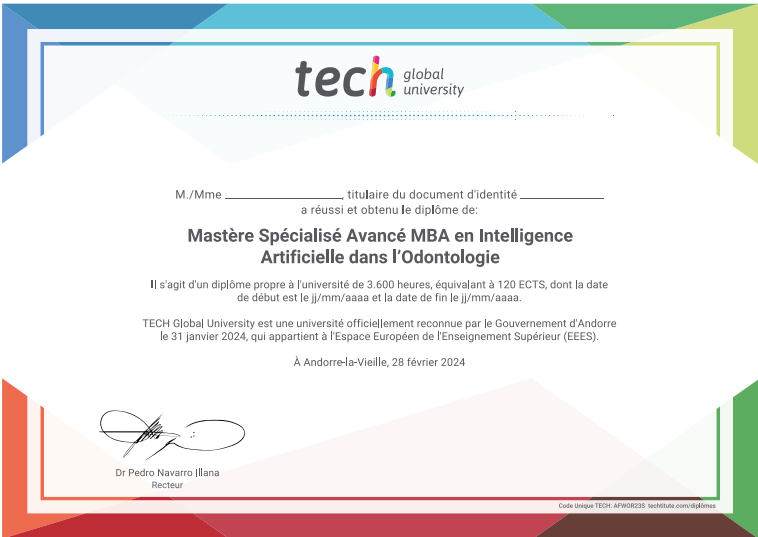 tech global university
M./Mme ____________________, titulaire du document d'identité ______________
a réussi et obtenu le diplôme de:
Mastère Spécialisé Avancé MBA en Intelligence
Artificielle dans l'Odontologie
Il s'agit d'un diplôme propre à l'université de 3.600 heures, équivalant à 120 ECTS, dont la date
de début est le jj/mm/aaaa et la date de fin le jj/mm/aaaa.
TECH Global University est une université officiellement reconnue par le Gouvernement d'Andorre
le 31 janvier 2024, qui appartient à l'Espace Européen de l'Enseignement Supérieur (EEES).
À Andorre-la-Vieille, 28 février 2024
Dr Pedro Navarro Illana
Recteur
Code Unique TECH: AFWOR23S techtitute.com/diplômes